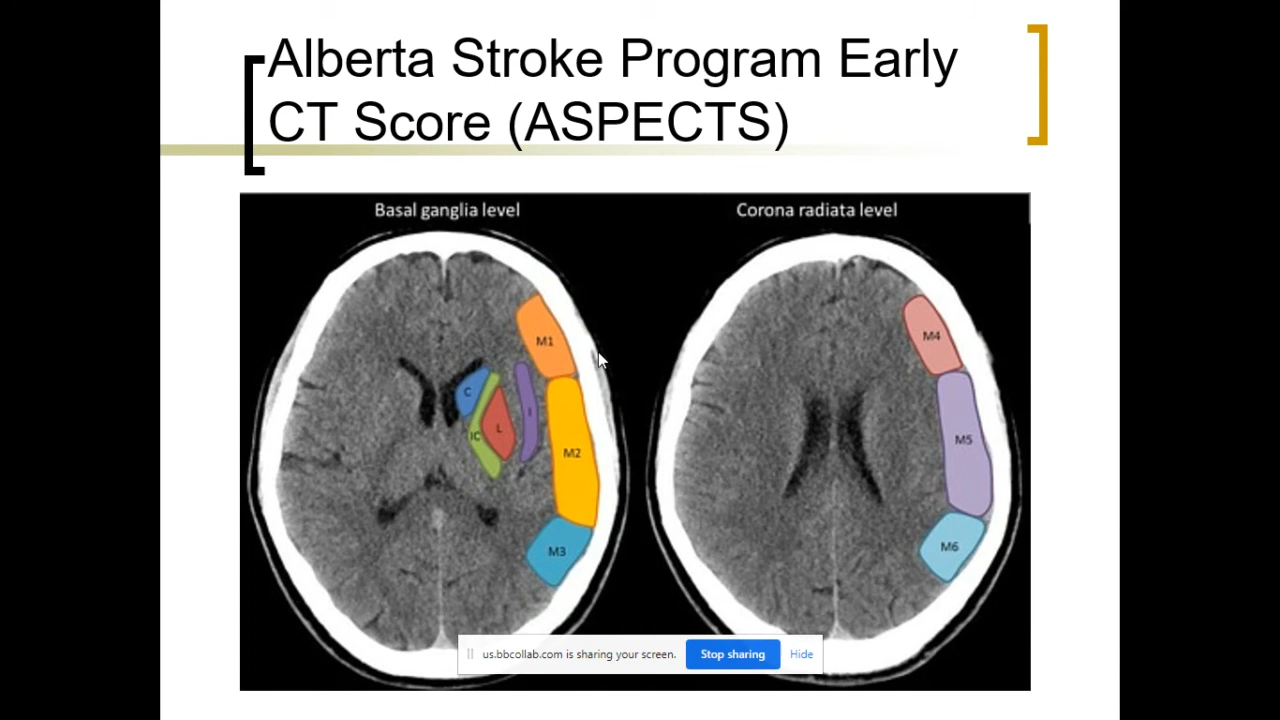 Alberta Stroke Program Early
CT Score (ASPECTS)
Basal ganglia level
Corona radiata level
M1
C
I
L
IC
M2
M3
M4
M5
M6
us.bbcollab.com is sharing your screen.
Stop sharing
Hide